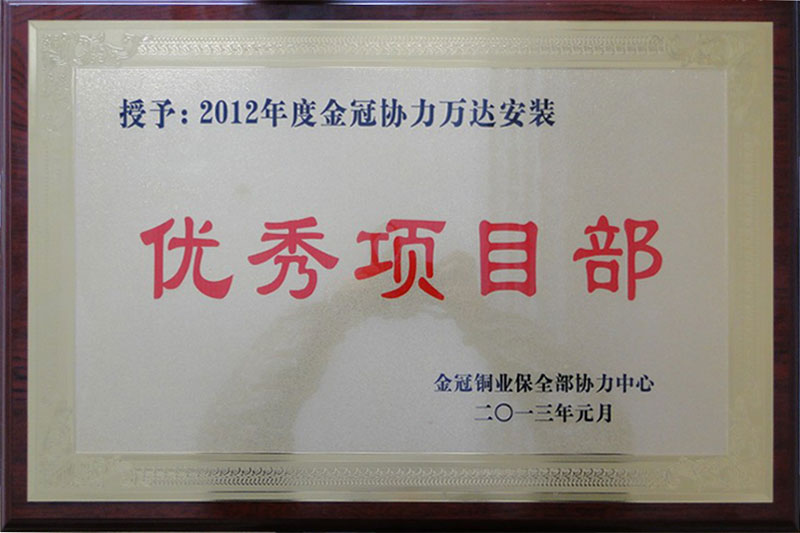 授予：2012年度金冠协力万达安装
优秀项目部
金冠铜业保全部协力中心
二〇一三年元月